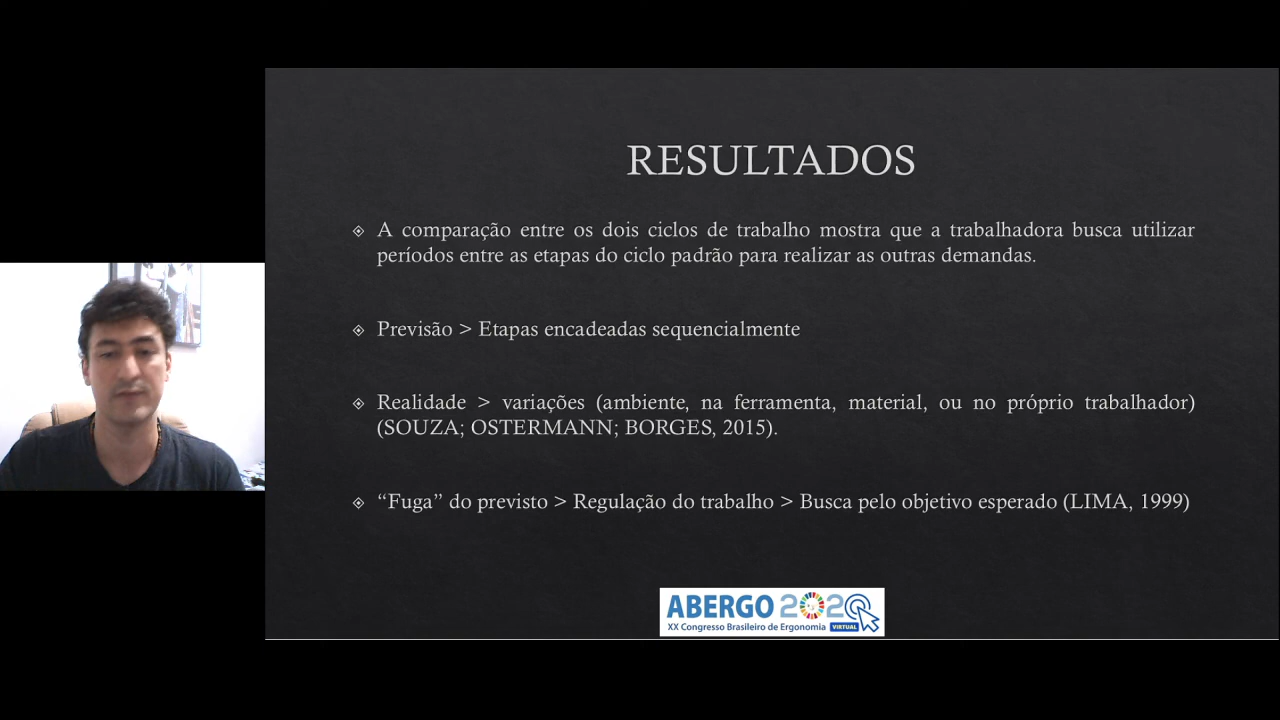 RESULTADOS
A comparação entre os dois ciclos de trabalho mostra que a trabalhadora busca utilizar
períodos entre as etapas do ciclo padrão para realizar as outras demandas.
Previsão > Etapas encadeadas sequencialmente
Realidade > variações (ambiente, na ferramenta, material, ou no próprio trabalhador)
(SOUZA; OSTERMANN; BORGES, 2015).
“Fuga” do previsto > Regulação do trabalho > Busca pelo objetivo esperado (LIMA, 1999)
ABERGO 2020
XX Congresso Brasileiro de Ergonomia VIRTUAL